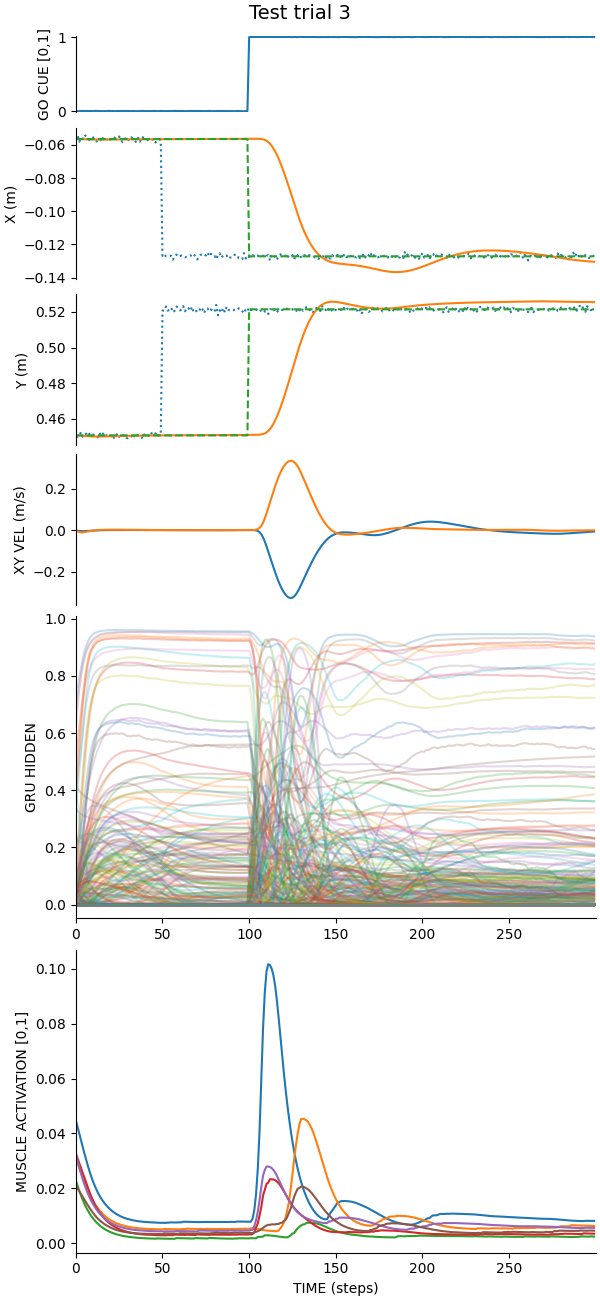 Test trial 3
GO CUE [0,1]
1
0
X (m)
−0.06
−0.08
−0.10
−0.12
−0.14
Y (m)
0.52
0.50
0.48
0.46
XY VEL (m/s)
0.2
0.0
−0.2
GRU HIDDEN
1.0
0.8
0.6
0.4
0.2
0.0
0 50 100 150 200 250
MUSCLE ACTIVATION [0,1]
0.10
0.08
0.06
0.04
0.02
0.00
0 50 100 150 200 250
TIME (steps)